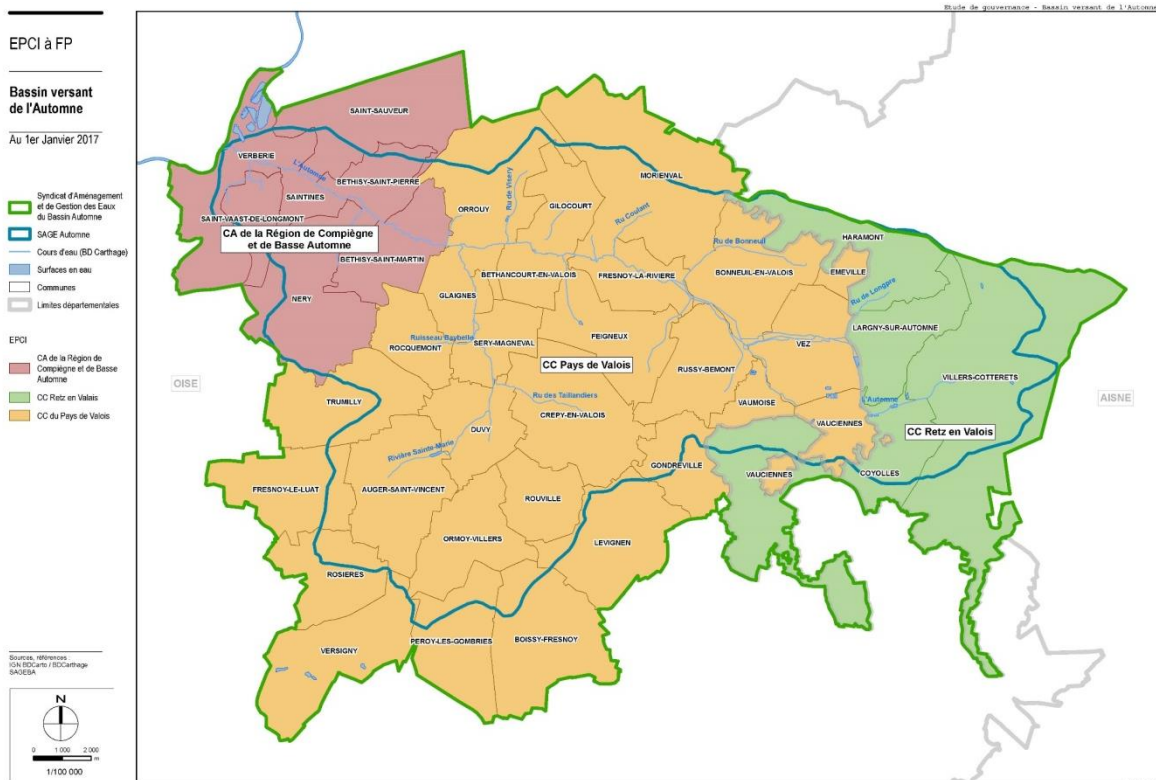 Etude de gouvernance - Bassin versant de l'Automne
EPCI à FP
Bassin versant
de l'Automne
Au 1er Janvier 2017
Syndicat d'Aménagement
et de Gestion des Eaux
du Bassin Automne
SAGE Automne
Cours d'eau (BD Carthage)
Surfaces en eau
Communes
Limites départementales
EPCI
CA de la Région de
Compiègne et de Basse
Automne
CC Retz en Valois
CC du Pays de Valois
Sources, références
IGN BDCarto / BDCarthage
SAGEBA
N
0 1 000 2 000
m
1/100 000
SAINT-SAUVEUR
VERBERIE
L'Automne
BETHISY-SAINT-PIERRE
SAINTINES
SAINT-VAAST-DE-LONGMONT
CA de la Région de Compiègne
et de Basse Automne
BETHISY-SAINT-MARTIN
NERY
MORIENVAL
Ru de Visery
ORROUY
GILOCOURT
Ru Coulant
HARAMONT
Ru de Bonneuil
BETHANCOURT-EN-VALOIS
FRESNOY-LA-RIVIERE
BONNEUIL-EN-VALOIS
EMEVILLE
GLAIGNES
Ru de Longpré
LARGNY-SUR-AUTOMNE
FEIGNEUX
Ruisseau Baybelle
ROCQUEMONT
SERY-MAGNEVAL
VEZ
CC Pays de Valois
RUSSY-BEMONT
VILLERS-COTTERETS
OISE
AISNE
TRUMILLY
Ru des Taillandiers
CREPY-EN-VALOIS
VAUMOISE
L'Automne
VAUCIENNES
DUVY
CC Retz en Valois
Rivière Sainte-Marie
GONDREVILLE
VAUCIENNES
COYOLLES
FRESNOY-LE-LUAT
AUGER-SAINT-VINCENT
ROUVILLE
ORMOY-VILLERS
LEVIGNEN
ROSIERES
PEROY-LES-GOMBRIES
BOISSY-FRESNOY
VERSIGNY